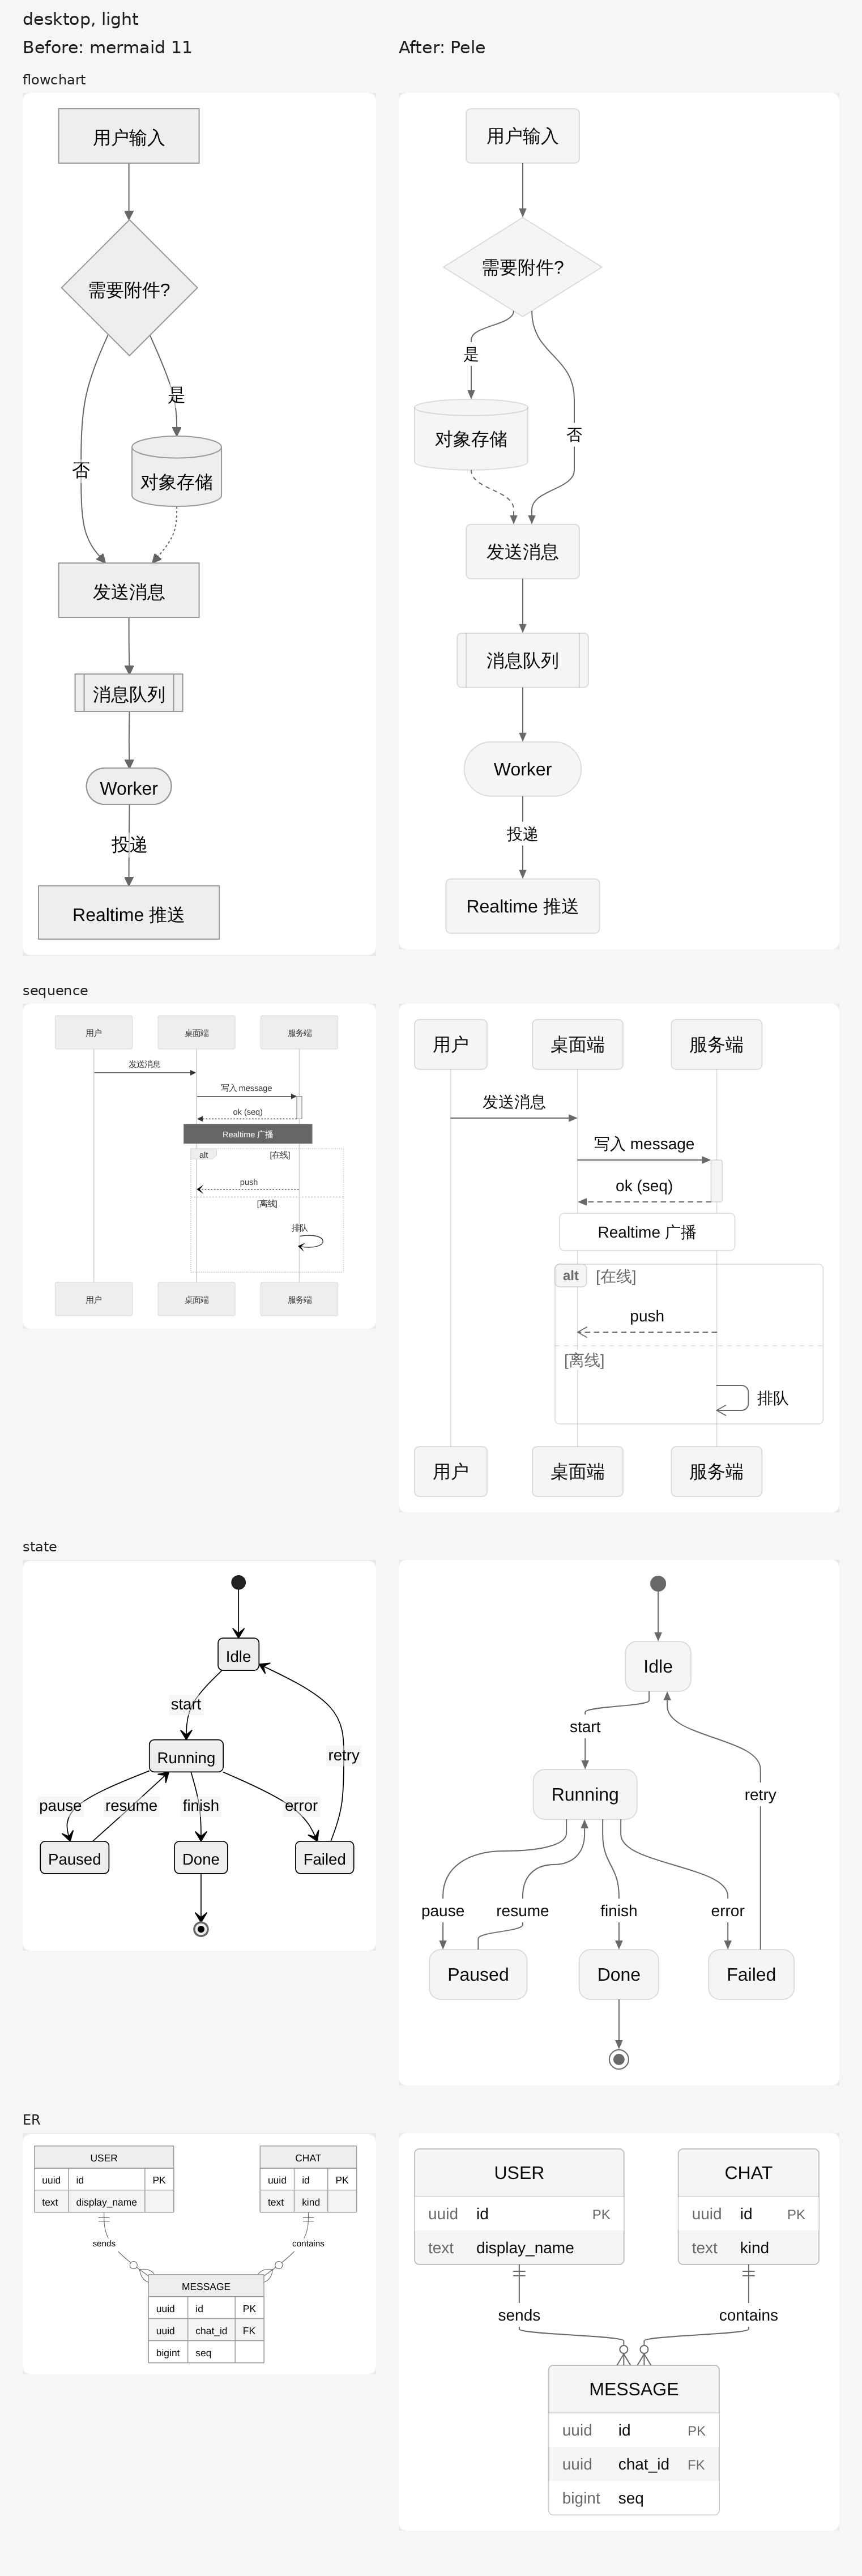 desktop, light
Before: mermaid 11
After: Pele
flowchart
用户输入
需要附件?
是
否
对象存储
发送消息
消息队列
Worker
投递
Realtime 推送
用户输入
需要附件?
是
否
对象存储
发送消息
消息队列
Worker
投递
Realtime 推送
sequence
用户 桌面端 服务端
发送消息
写入 message
ok (seq)
Realtime 广播
alt [在线]
push
[离线]
排队
用户 桌面端 服务端
用户 桌面端 服务端
发送消息
写入 message
ok (seq)
Realtime 广播
alt [在线]
push
[离线]
排队
用户 桌面端 服务端
state
Idle
start
Running
retry
pause resume finish error
Paused Done Failed
Idle
start
Running
retry
pause resume finish error
Paused Done Failed
ER
USER
uuid id PK
text display_name
CHAT
uuid id PK
text kind
sends contains
MESSAGE
uuid id PK
uuid chat_id FK
bigint seq
USER
uuid id PK
text display_name
CHAT
uuid id PK
text kind
sends contains
MESSAGE
uuid id PK
uuid chat_id FK
bigint seq